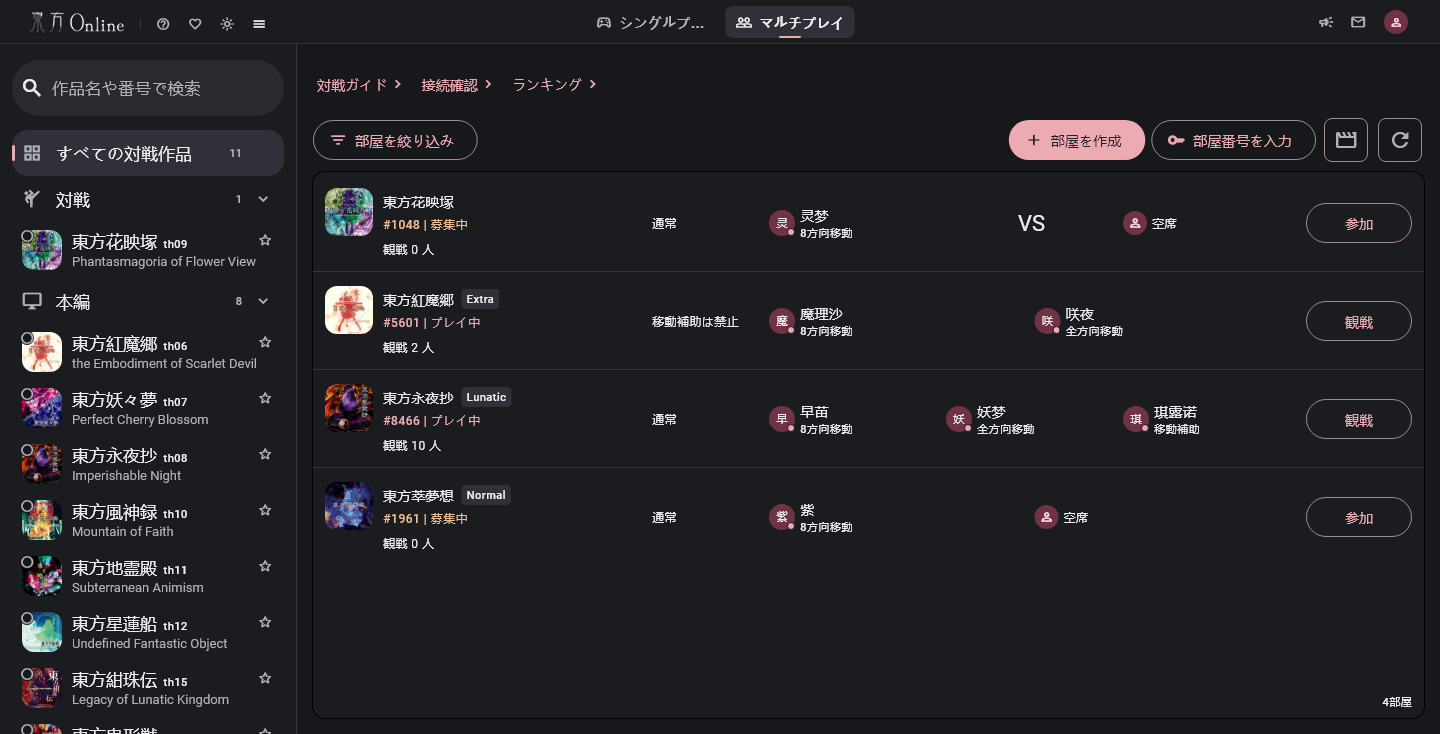 東方Online
シングルプ...
マルチプレイ
作品名や番号で検索
すべての対戦作品 11
対戦 1
東方花映塚 th09
Phantasmagoria of Flower View
本編 8
東方紅魔郷 th06
the Embodiment of Scarlet Devil
東方妖々夢 th07
Perfect Cherry Blossom
東方永夜抄 th08
Imperishable Night
東方風神録 th10
Mountain of Faith
東方地霊殿 th11
Subterranean Animism
東方星蓮船 th12
Undefined Fantastic Object
東方紺珠伝 th15
Legacy of Lunatic Kingdom
対戦ガイド
接続確認
ランキング
部屋を絞り込み
部屋を作成
部屋番号を入力
東方花映塚
#1048 | 募集中
観戦 0 人
通常
灵 灵梦
8方向移動
VS
空席
参加
東方紅魔郷 Extra
#5601 | プレイ中
観戦 2 人
移動補助は禁止
魔 魔理沙
8方向移動
咲 咲夜
全方向移動
観戦
東方永夜抄 Lunatic
#8466 | プレイ中
観戦 10 人
通常
早 早苗
8方向移動
妖 妖梦
全方向移動
琪 琪露诺
移動補助
観戦
東方萃夢想 Normal
#1961 | 募集中
観戦 0 人
通常
紫 紫
8方向移動
空席
参加
4部屋